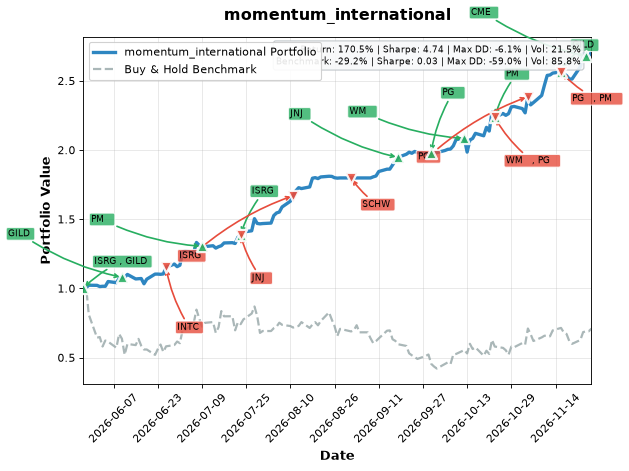 momentum_international
CME
GILD
momentum_international Portfolio
Buy & Hold Benchmark
rn: 170.5% | Sharpe: 4.74 | Max DD: -6.1% | Vol: 21.5%
Benchmark: -29.2% | Sharpe: 0.03 | Max DD: -59.0% | Vol: 85.8%
PM
PG
PG , PM
JNJ
WM
WM , PG
ISRG
SCHW
PM
GILD
ISRG , GILD
ISRG
JNJ
INTC
2.5
2.0
1.5
1.0
0.5
Portfolio Value
2026-06-07
2026-06-23
2026-07-09
2026-07-25
2026-08-10
2026-08-26
2026-09-11
2026-09-27
2026-10-13
2026-10-29
2026-11-14
Date